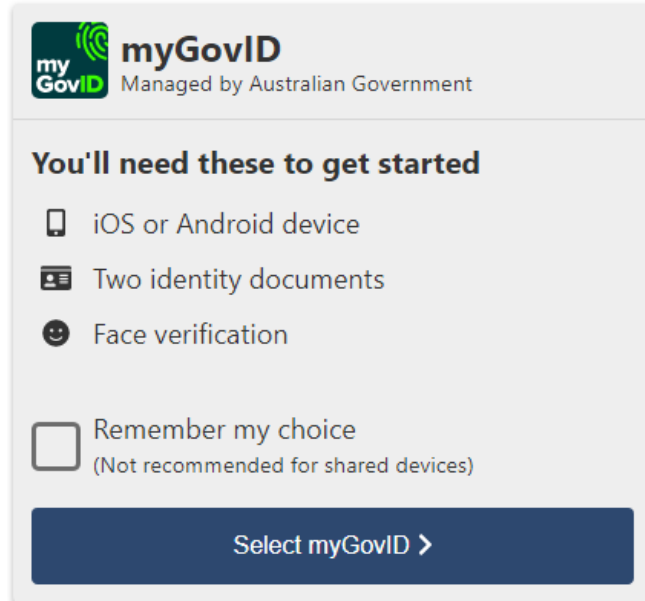 my
GovID
myGovID
Managed by Australian Government
You'll need these to get started
iOS or Android device
Two identity documents
Face verification
Remember my choice
(Not recommended for shared devices)
Select myGovID